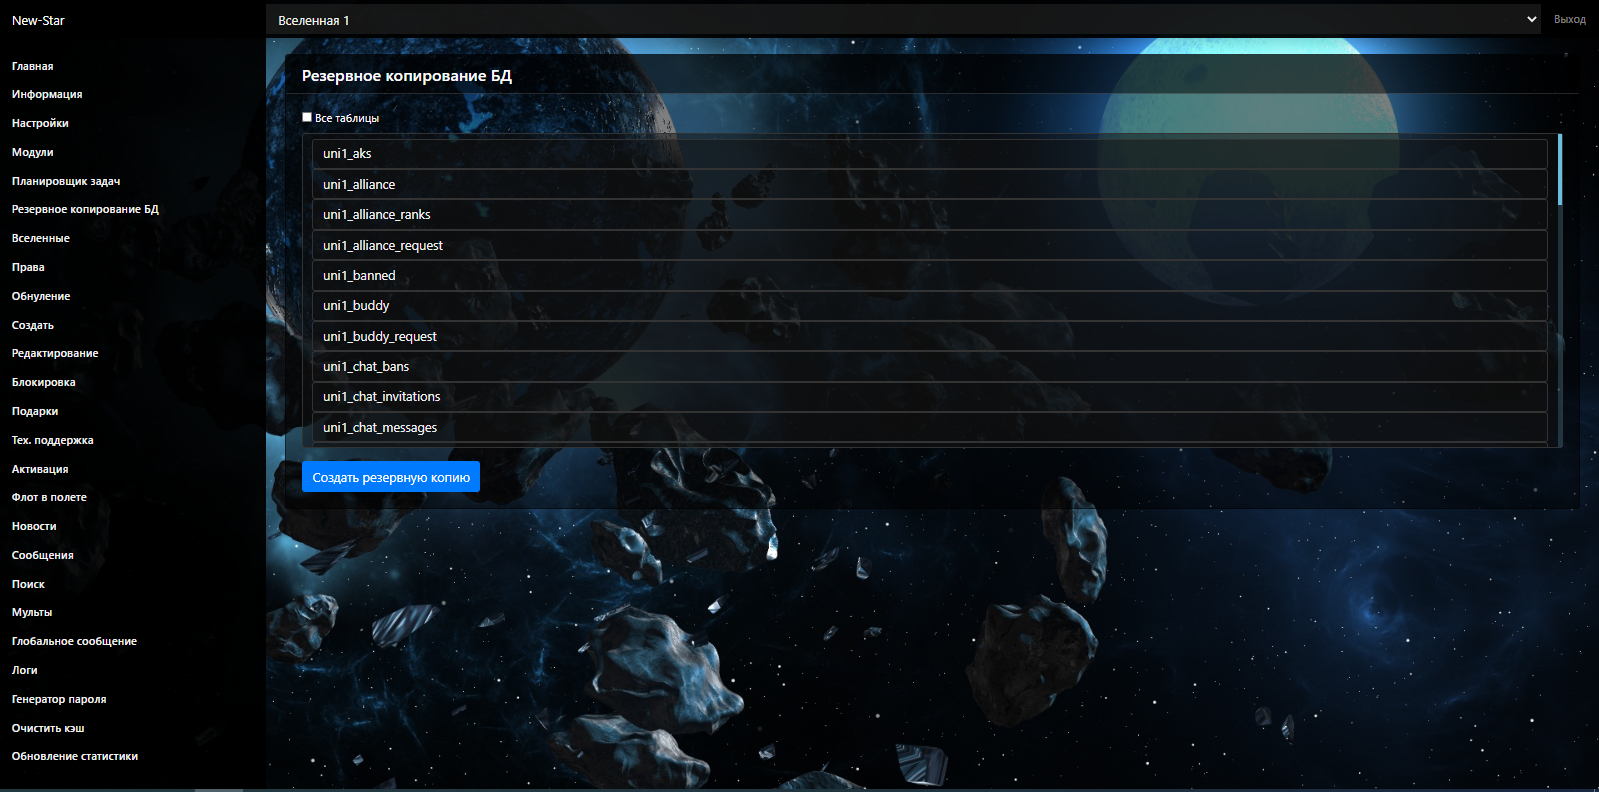 New-Star
Вселенная 1
Выход
Главная
Информация
Настройки
Модули
Планировщик задач
Резервное копирование БД
Вселенные
Права
Обнуление
Создать
Редактирование
Блокировка
Подарки
Тех. поддержка
Активация
Флот в полете
Новости
Сообщения
Поиск
Мульты
Глобальное сообщение
Логи
Генератор пароля
Очистить кэш
Обновление статистики
Резервное копирование БД
Все таблицы
uni1_aks
uni1_alliance
uni1_alliance_ranks
uni1_alliance_request
uni1_banned
uni1_buddy
uni1_buddy_request
uni1_chat_bans
uni1_chat_invitations
uni1_chat_messages
Создать резервную копию